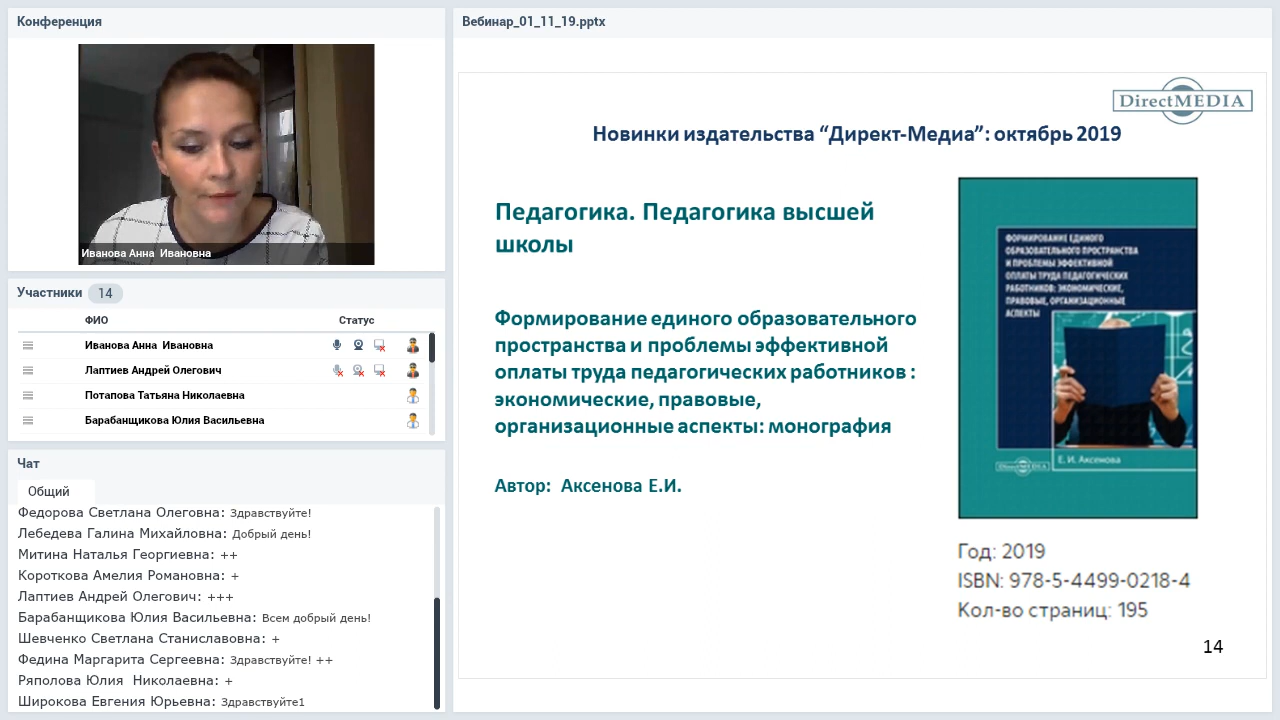 Конференция
Иванова Анна  Ивановна
Участники 14
ФИО Статус
Иванова Анна  Ивановна
Лаптиев Андрей Олегович
Потапова Татьяна Николаевна
Барабанщикова Юлия Васильевна
Чат
Общий
Федорова Светлана Олеговна: Здравствуйте!
Лебедева Галина Михайловна: Добрый день!
Митина Наталья Георгиевна: ++
Короткова Амелия Романовна: +
Лаптиев Андрей Олегович: +++
Барабанщикова Юлия Васильевна: Всем добрый день!
Шевченко Светлана Станиславовна: +
Федина Маргарита Сергеевна: Здравствуйте! ++
Ряполова Юлия  Николаевна: +
Широкова Евгения Юрьевна: Здравствуйте1
Вебинар_01_11_19.pptx
DirectMEDIA
Новинки издательства “Директ-Медиа”: октябрь 2019
Педагогика. Педагогика высшей
школы
Формирование единого образовательного
пространства и проблемы эффективной
оплаты труда педагогических работников :
экономические, правовые,
организационные аспекты: монография
Автор:  Аксенова Е.И.
ФОРМИРОВАНИЕ ЕДИНОГО
ОБРАЗОВАТЕЛЬНОГО ПРОСТРАНСТВА
И ПРОБЛЕМЫ ЭФФЕКТИВНОЙ
ОПЛАТЫ ТРУДА ПЕДАГОГИЧЕСКИХ
РАБОТНИКОВ: ЭКОНОМИЧЕСКИЕ,
ПРАВОВЫЕ, ОРГАНИЗАЦИОННЫЕ
АСПЕКТЫ
DirectMEDIA
Е. И. Аксенова
Год: 2019
ISBN: 978-5-4499-0218-4
Кол-во страниц: 195
14